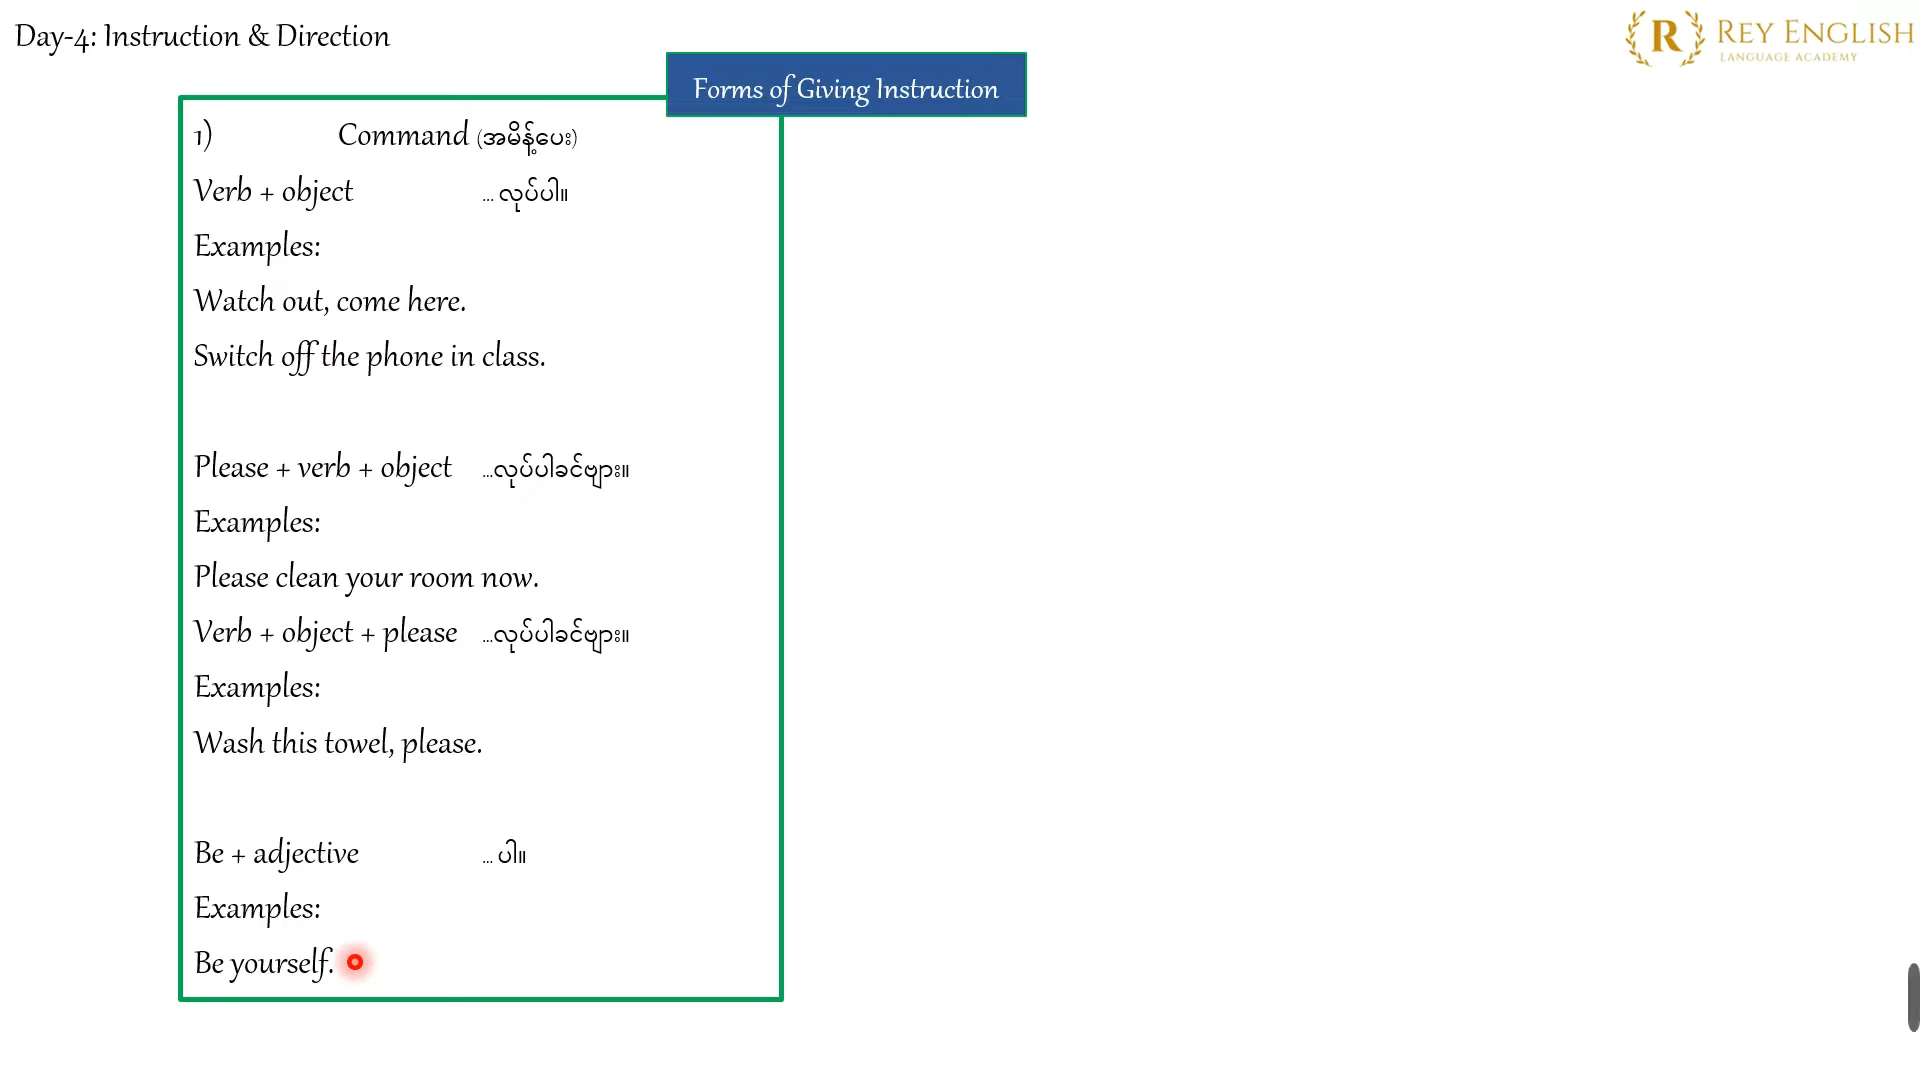 Day-4: Instruction & Direction
REY ENGLISH
LANGUAGE ACADEMY
R
Forms of Giving Instruction
1) Command (အမိန့်ပေး)
Verb + object ... လုပ်ပါ။
Examples:
Watch out, come here.
Switch off the phone in class.
Please + verb + object ...လုပ်ပါခင်ဗျား။
Examples:
Please clean your room now.
Verb + object + please ...လုပ်ပါခင်ဗျား။
Examples:
Wash this towel, please.
Be + adjective ... ပါ။
Examples:
Be yourself.